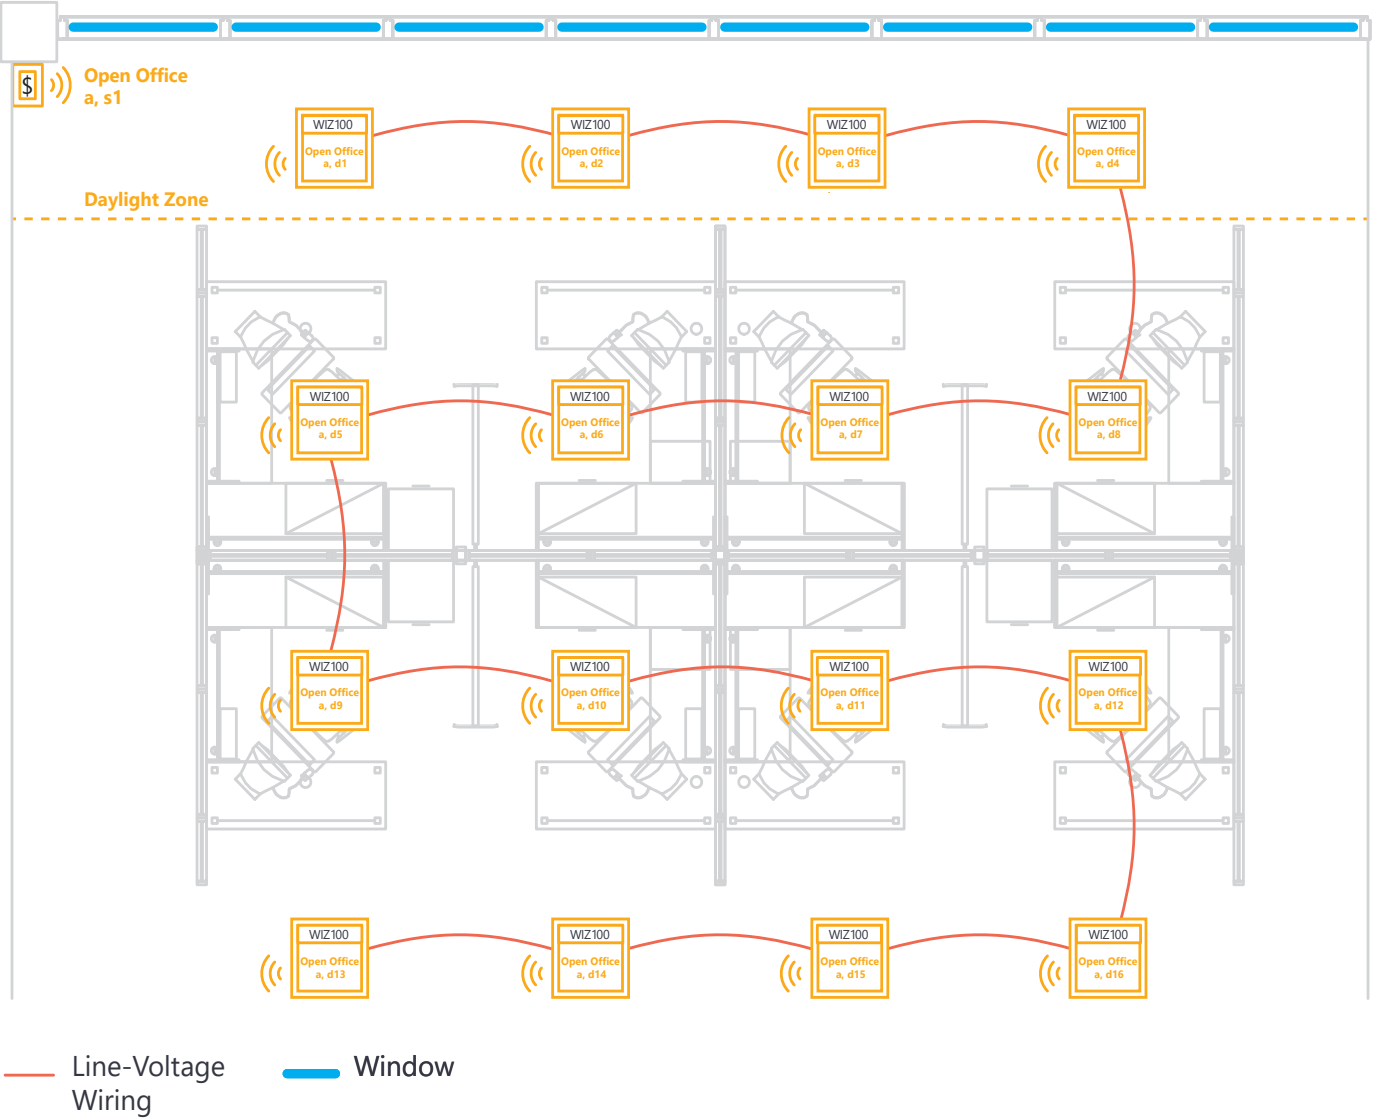 $
Open Office
a, s1
WIZ100
Open Office
a, d1
WIZ100
Open Office
a, d2
WIZ100
Open Office
a, d3
WIZ100
Open Office
a, d4
Daylight Zone
WIZ100
Open Office
a, d5
WIZ100
Open Office
a, d6
WIZ100
Open Office
a, d7
WIZ100
Open Office
a, d8
WIZ100
Open Office
a, d9
WIZ100
Open Office
a, d10
WIZ100
Open Office
a, d11
WIZ100
Open Office
a, d12
WIZ100
Open Office
a, d13
WIZ100
Open Office
a, d14
WIZ100
Open Office
a, d15
WIZ100
Open Office
a, d16
Line-Voltage
Wiring
Window